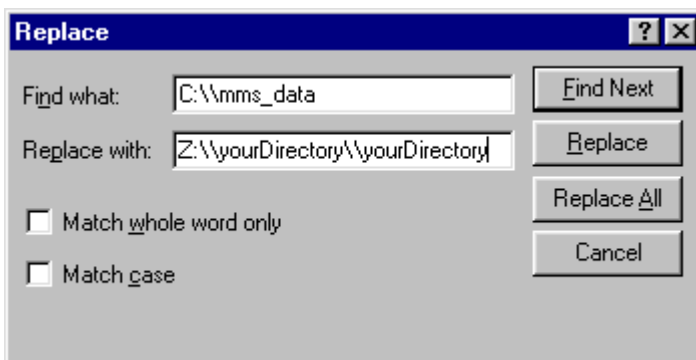 Replace
Find what: C:\\mms_data Find Next
Replace with: Z:\\yourDirectory\\yourDirectory Replace
Replace All
Match whole word only
Cancel
Match case